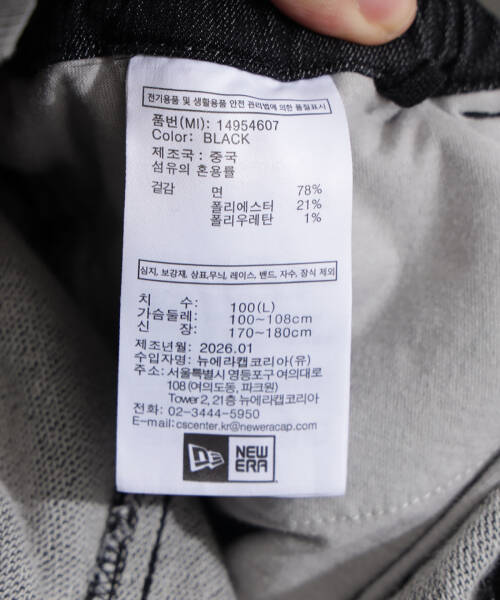 전기용품 및 생활용품 안전 관리법에 의한 품질표시
품번(MI): 14954607
Color: BLACK
제조국: 중국
섬유의 혼용률
겉감 면 78%
폴리에스터 21%
폴리우레탄 1%
심지, 보강재, 상표,무늬, 레이스, 밴드, 자수, 장식 제외
치 수: 100(L)
가슴둘레: 100~108cm
신 장: 170~180cm
제조년월: 2026.01
수입자명: 뉴에라캡코리아(유)
주소: 서울특별시 영등포구 여의대로
108 (여의도동, 파크원)
Tower2, 21층 뉴에라캡코리아
전화: 02-3444-5950
E-mail:cscenter.kr@neweracap.com
NEW
ERA